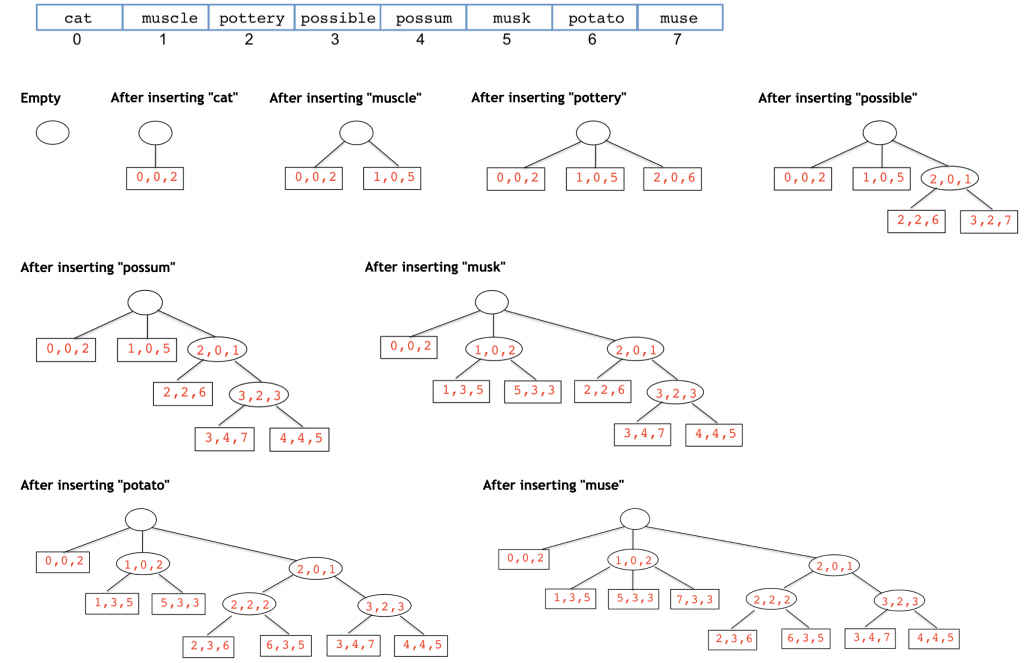 cat muscle pottery possible possum musk potato muse
0 1 2 3 4 5 6 7
Empty After inserting "cat" After inserting "muscle" After inserting "pottery" After inserting "possible"
0,0,2 0,0,2 1,0,5 0,0,2 1,0,5 2,0,6 0,0,2 1,0,5 2,0,1
2,2,6 3,2,7
After inserting "possum" After inserting "musk"
0,0,2 1,0,5 2,0,1 0,0,2 1,0,2 2,0,1
2,2,6 3,2,3 1,3,5 5,3,3 2,2,6 3,2,3
3,4,7 4,4,5 3,4,7 4,4,5
After inserting "potato" After inserting "muse"
0,0,2 1,0,2 2,0,1 0,0,2 1,0,2 2,0,1
1,3,5 5,3,3 2,2,2 3,2,3 1,3,5 5,3,3 7,3,3 2,2,2 3,2,3
2,3,6 6,3,5 3,4,7 4,4,5 2,3,6 6,3,5 3,4,7 4,4,5